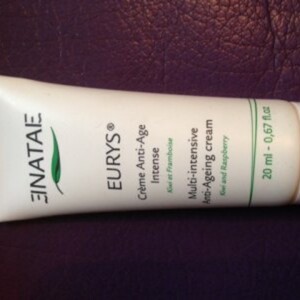 ENATAE
EURYS®
Crème Anti-Age
Intense
Kiwi et Framboise
Multi-intensive
Anti-Ageing cream
Kiwi and Raspberry
20 ml - 0,67 fl.oz